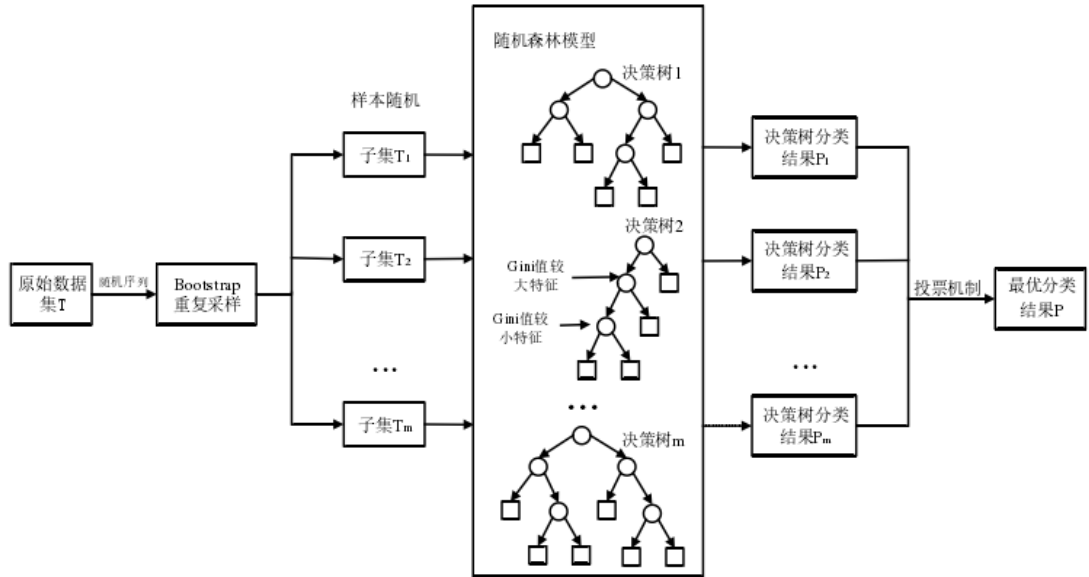 随机森林模型
决策树1
样本随机
子集T₁
决策树分类
结果P₁
决策树2
子集T₂
Gini值较
大特征
决策树分类
结果P₂
原始数据
集T
随机序列
Bootstrap
重复采样
投票机制
最优分类
结果P
Gini值较
小特征
...
...
...
子集Tm
决策树m
决策树分类
结果Pm